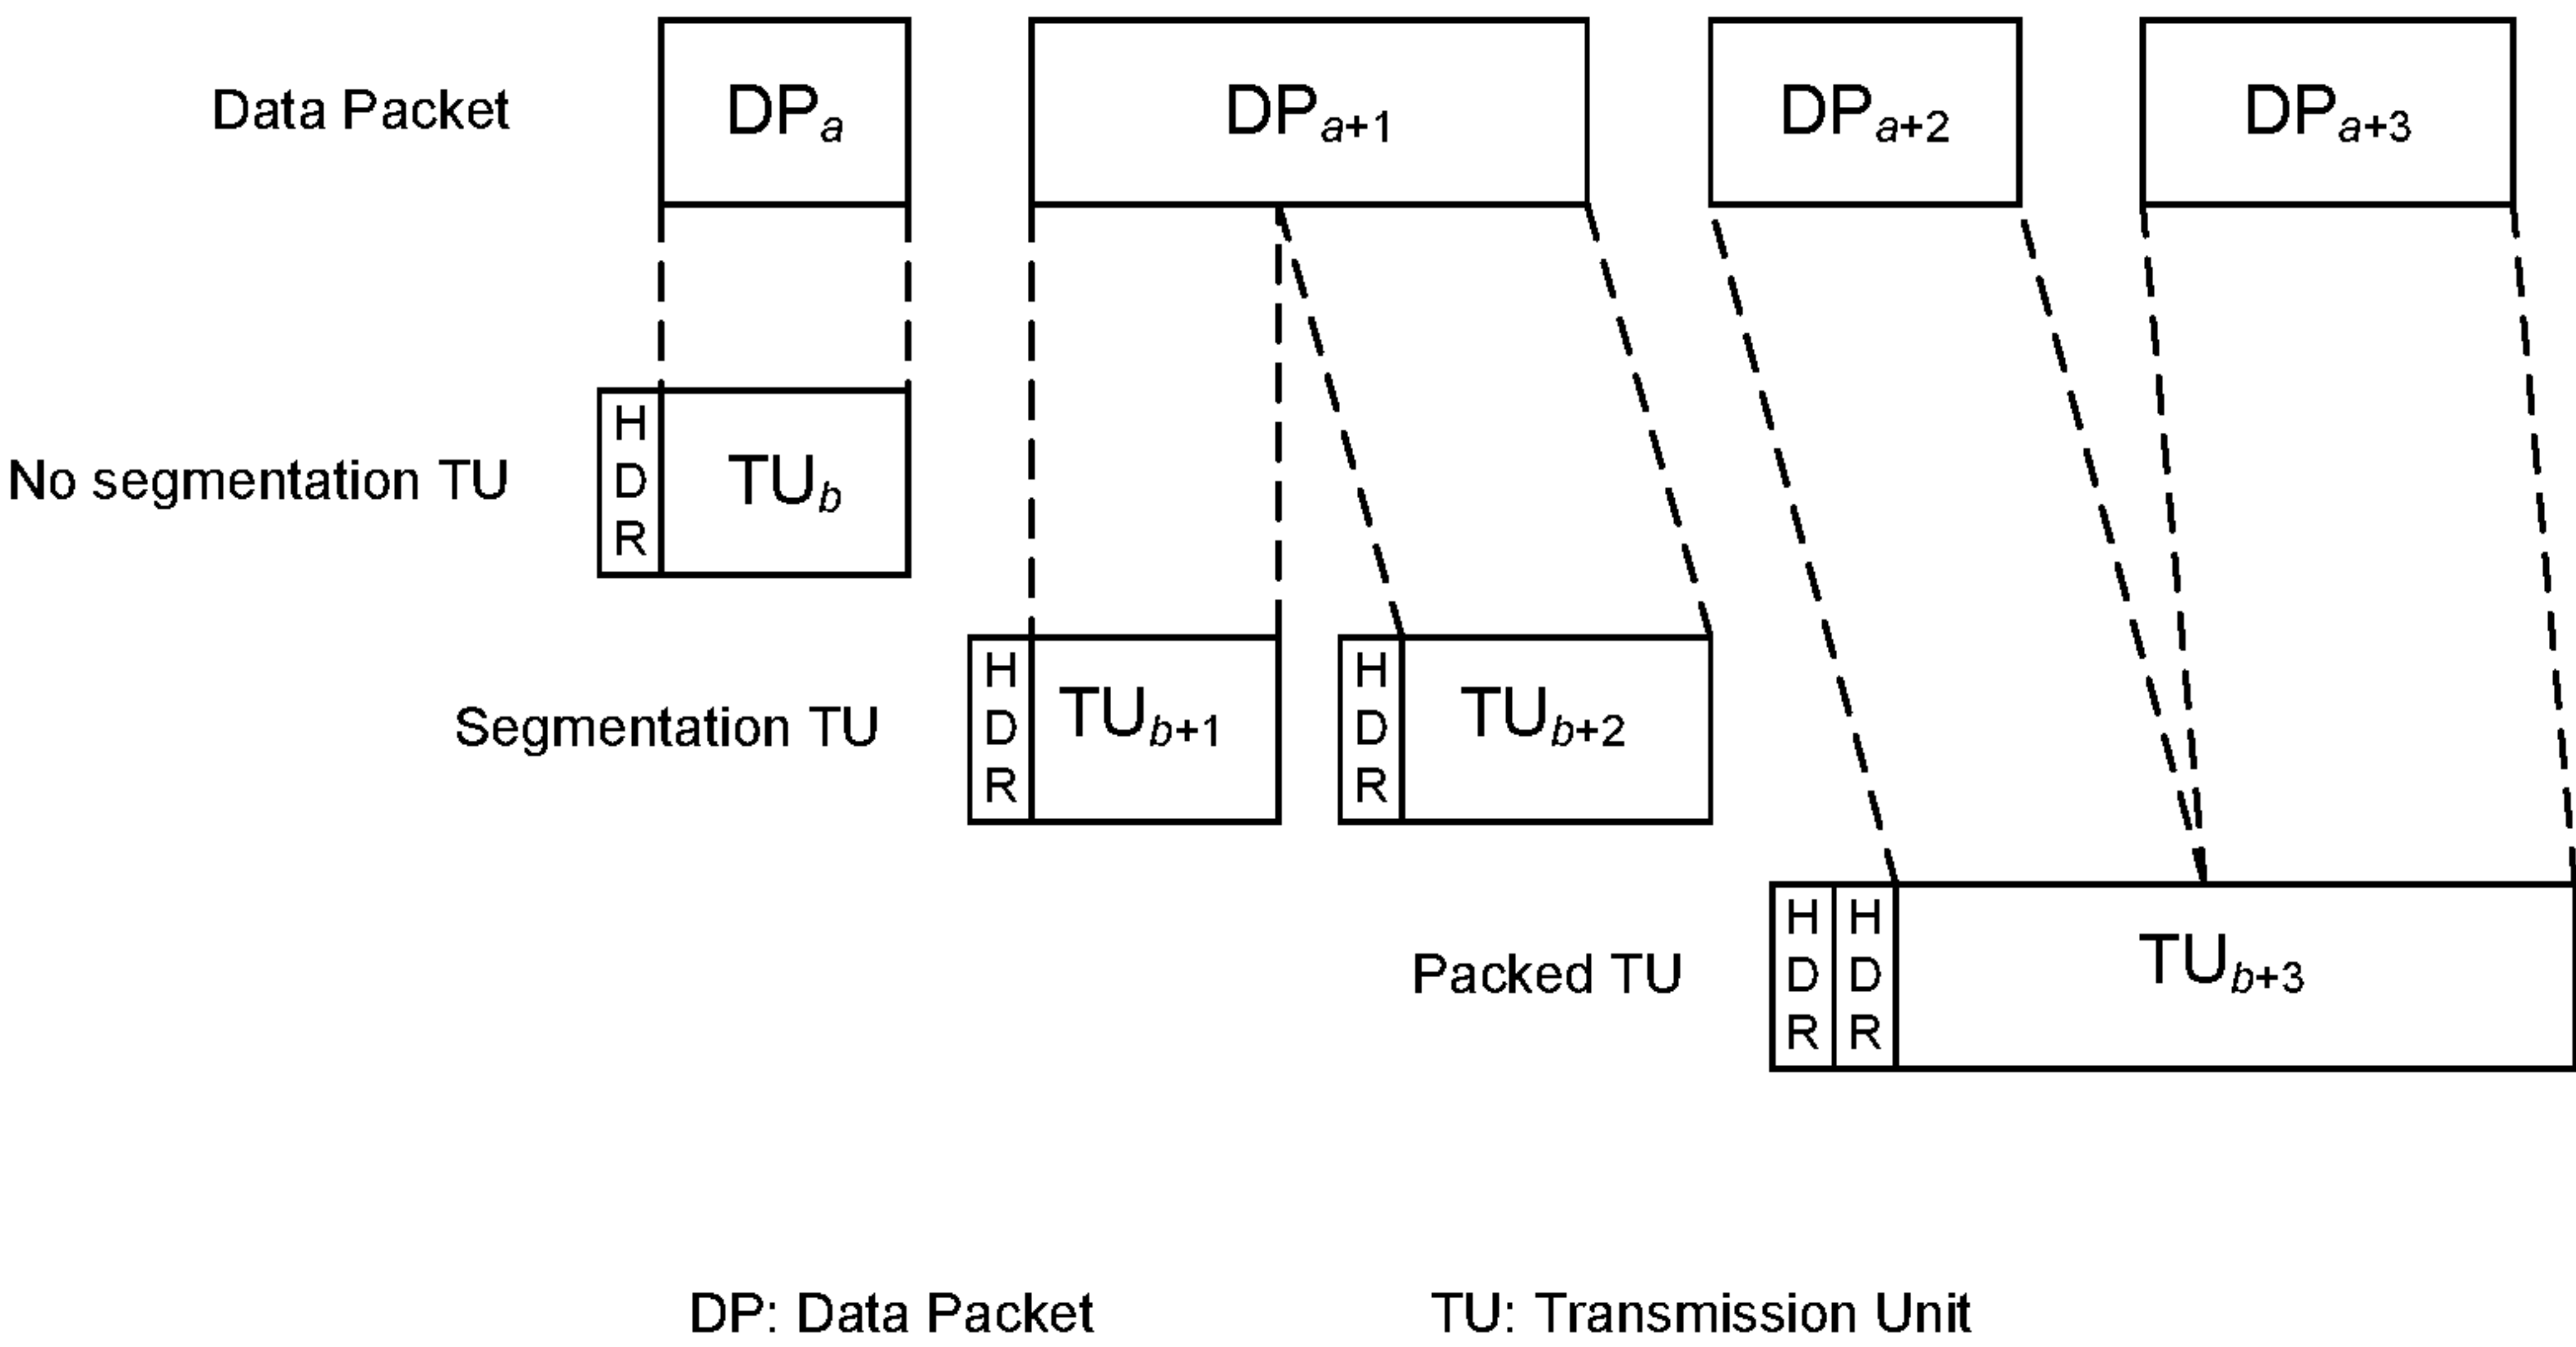 Data Packet DPa DPa+1 DPa+2 DPa+3
No segmentation TU HDR TUb
Segmentation TU HDR TUb+1 HDR TUb+2
Packed TU HDR HDR TUb+3
DP: Data Packet TU: Transmission Unit